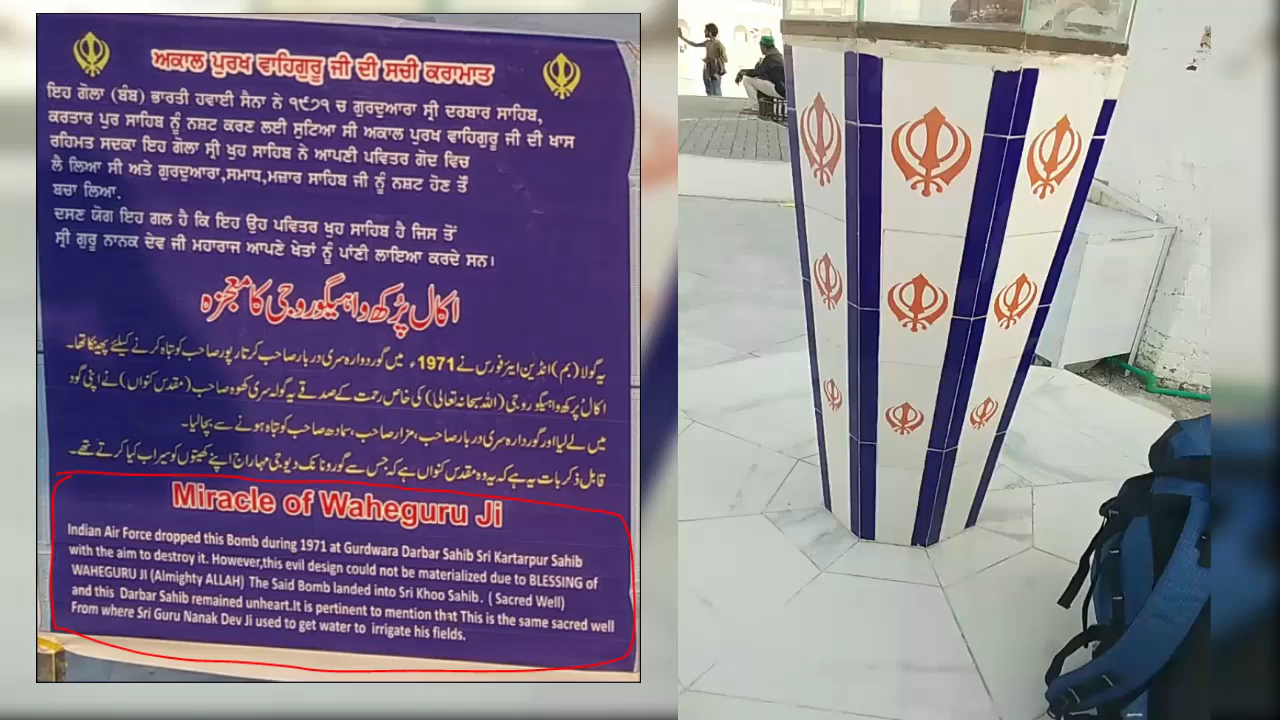 ਅਕਾਲ ਪੁਰਖ ਵਾਹਿਗੁਰੂ ਜੀ ਦੀ ਸਚੀ ਕਰਾਮਾਤ
ਇਹ ਗੋਲਾ (ਬੰਬ) ਭਾਰਤੀ ਹਵਾਈ ਸੈਨਾ ਨੇ ੧੯੭੧ ਚ ਗੁਰਦੁਆਰਾ ਸ੍ਰੀ ਦਰਬਾਰ ਸਾਹਿਬ,
ਕਰਤਾਰ ਪੁਰ ਸਾਹਿਬ ਨੂੰ ਨਸ਼ਟ ਕਰਣ ਲਈ ਸੁਟਿਆ ਸੀ ਅਕਾਲ ਪੁਰਖ ਵਾਹਿਗੁਰੂ ਜੀ ਦੀ ਖਾਸ
ਰਹਿਮਤ ਸਦਕਾ ਇਹ ਗੋਲਾ ਸ੍ਰੀ ਖੂਹ ਸਾਹਿਬ ਨੇ ਆਪਣੀ ਪਵਿਤਰ ਗੋਦ ਵਿਚ
ਲੈ ਲਿਆ ਸੀ ਅਤੇ ਗੁਰਦੁਆਰਾ,ਸਮਾਧ,ਮਜ਼ਾਰ ਸਾਹਿਬ ਜੀ ਨੂੰ ਨਸ਼ਟ ਹੋਣ ਤੋਂ
ਬਚਾ ਲਿਆ.
ਦਸਣ ਯੋਗ ਇਹ ਗਲ ਹੈ ਕਿ ਇਹ ਉਹ ਪਵਿਤਰ ਖੂਹ ਸਾਹਿਬ ਹੈ ਜਿਸ ਤੋਂ
ਸ੍ਰੀ ਗੁਰੂ ਨਾਨਕ ਦੇਵ ਜੀ ਮਹਾਰਾਜ ਆਪਣੇ ਖੇਤਾਂ ਨੂੰ ਪਾਂਣੀ ਲਾਇਆ ਕਰਦੇ ਸਨ।
اکال پُرکھ واہیگورو جی کا معجزہ
یہ گولا (بم) انڈین ایئر فورس نے 1971ء میں گوردوارہ سری دربار صاحب کرتار پور صاحب کو تباہ کرنے کیلئے پھینکا تھا۔
اکال پُرکھ واہیگورو جی (اللہ سبحانہ تعالیٰ) کی خاص رحمت کے صدقے یہ گولہ سری کھوہ صاحب (مقدس کنواں) نے اپنی گود
میں لے لیا اور گوردارہ سری دربار صاحب، مزار صاحب، سمادھ صاحب کو تباہ ہونے سے بچالیا۔
قابل ذکر بات یہ ہے کہ یہ وہ مقدس کنواں ہے کہ جس سے گورونانک دیو جی مہاراج اپنے کھیتوں کو سیراب کیا کرتے تھے۔
Miracle of Waheguru Ji
Indian Air Force dropped this Bomb during 1971 at Gurdwara Darbar Sahib Sri Kartarpur Sahib
with the aim to destroy it. However,this evil design could not be materialized due to BLESSING of
WAHEGURU JI (Almighty ALLAH) The Said Bomb landed into Sri Khoo Sahib. ( Sacred Well)
and this Darbar Sahib remained unheart.It is pertinent to mention that This is the same sacred well
From where Sri Guru Nanak Dev Ji used to get water to irrigate his fields.